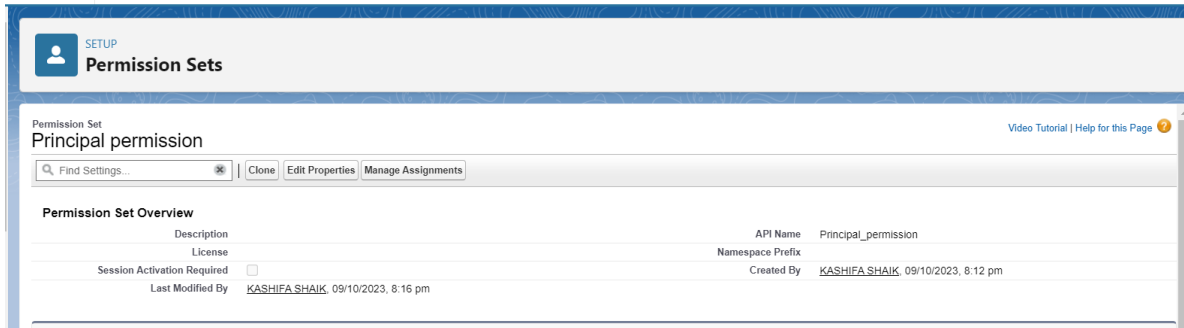 SETUP
Permission Sets
Permission Set
Principal permission
Video Tutorial | Help for this Page
Find Settings... | Clone Edit Properties Manage Assignments
Permission Set Overview
Description API Name Principal_permission
License Namespace Prefix
Session Activation Required Created By KASHIFA SHAIK, 09/10/2023, 8:12 pm
Last Modified By KASHIFA SHAIK, 09/10/2023, 8:16 pm